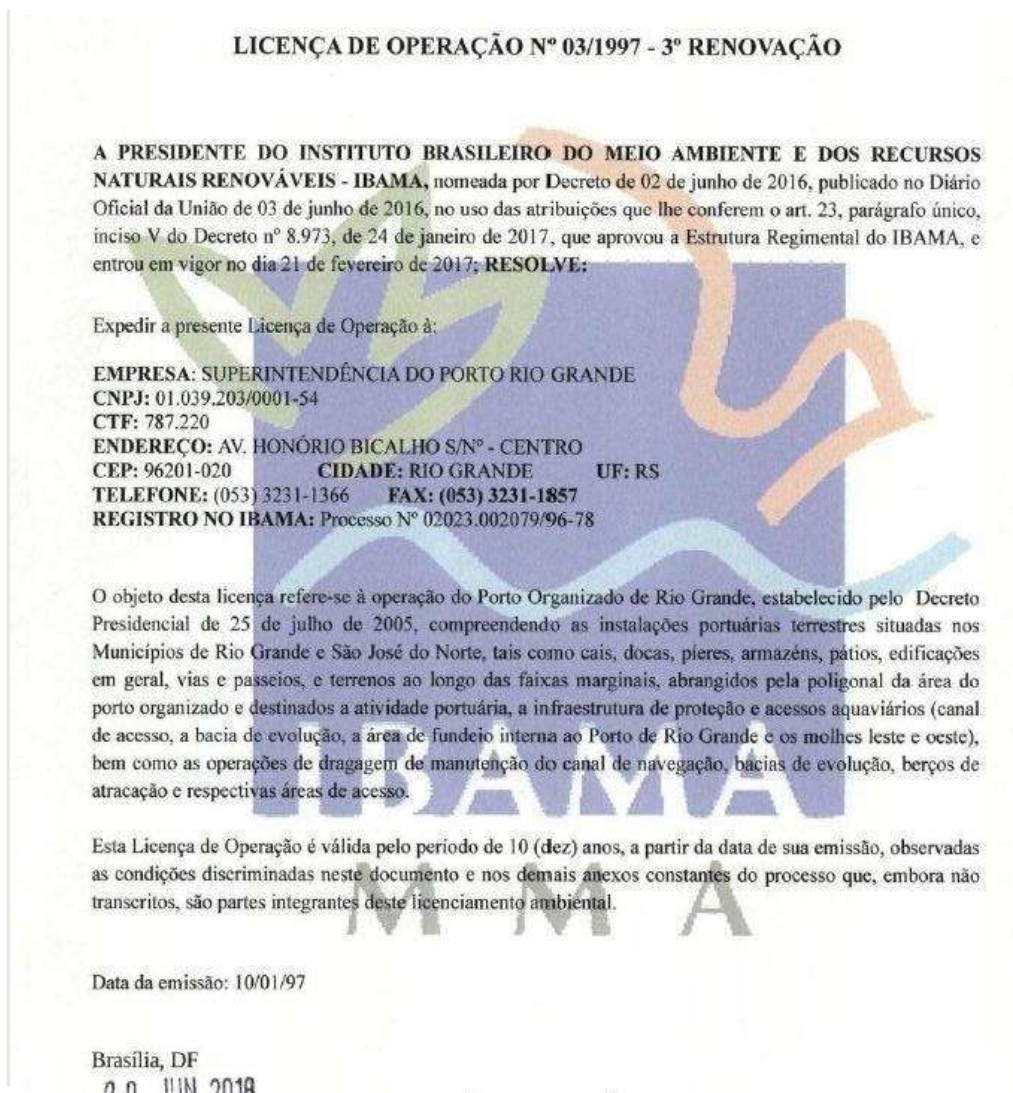 LICENÇA DE OPERAÇÃO Nº 03/1997 - 3º RENOVAÇÃO
A PRESIDENTE DO INSTITUTO BRASILEIRO DO MEIO AMBIENTE E DOS RECURSOS
NATURAIS RENOVÁVEIS - IBAMA, nomeada por Decreto de 02 de junho de 2016, publicado no Diário
Oficial da União de 03 de junho de 2016, no uso das atribuições que lhe conferem o art. 23, parágrafo único,
inciso V do Decreto nº 8.973, de 24 de janeiro de 2017, que aprovou a Estrutura Regimental do IBAMA, e
entrou em vigor no dia 21 de fevereiro de 2017; RESOLVE:
Expedir a presente Licença de Operação à:
EMPRESA: SUPERINTENDÊNCIA DO PORTO RIO GRANDE
CNPJ: 01.039.203/0001-54
CTF: 787.220
ENDEREÇO: AV. HONÓRIO BICALHO S/Nº - CENTRO
CEP: 96201-020 CIDADE: RIO GRANDE UF: RS
TELEFONE: (053) 3231-1366 FAX: (053) 3231-1857
REGISTRO NO IBAMA: Processo Nº 02023.002079/96-78
O objeto desta licença refere-se à operação do Porto Organizado de Rio Grande, estabelecido pelo Decreto
Presidencial de 25 de julho de 2005, compreendendo as instalações portuárias terrestres situadas nos
Municípios de Rio Grande e São José do Norte, tais como cais, docas, píeres, armazéns, pátios, edificações
em geral, vias e passeios, e terrenos ao longo das faixas marginais, abrangidos pela poligonal da área do
porto organizado e destinados a atividade portuária, a infraestrutura de proteção e acessos aquaviários (canal
de acesso, a bacia de evolução, a área de fundeio interna ao Porto de Rio Grande e os molhes leste e oeste),
bem como as operações de dragagem de manutenção do canal de navegação, bacias de evolução, berços de
atracação e respectivas áreas de acesso.
IBAMA
Esta Licença de Operação é válida pelo período de 10 (dez) anos, a partir da data de sua emissão, observadas
as condições discriminadas neste documento e nos demais anexos constantes do processo que, embora não
transcritos, são partes integrantes deste licenciamento ambiental.
MMA
Data da emissão: 10/01/97
Brasília, DF
JUN 2018